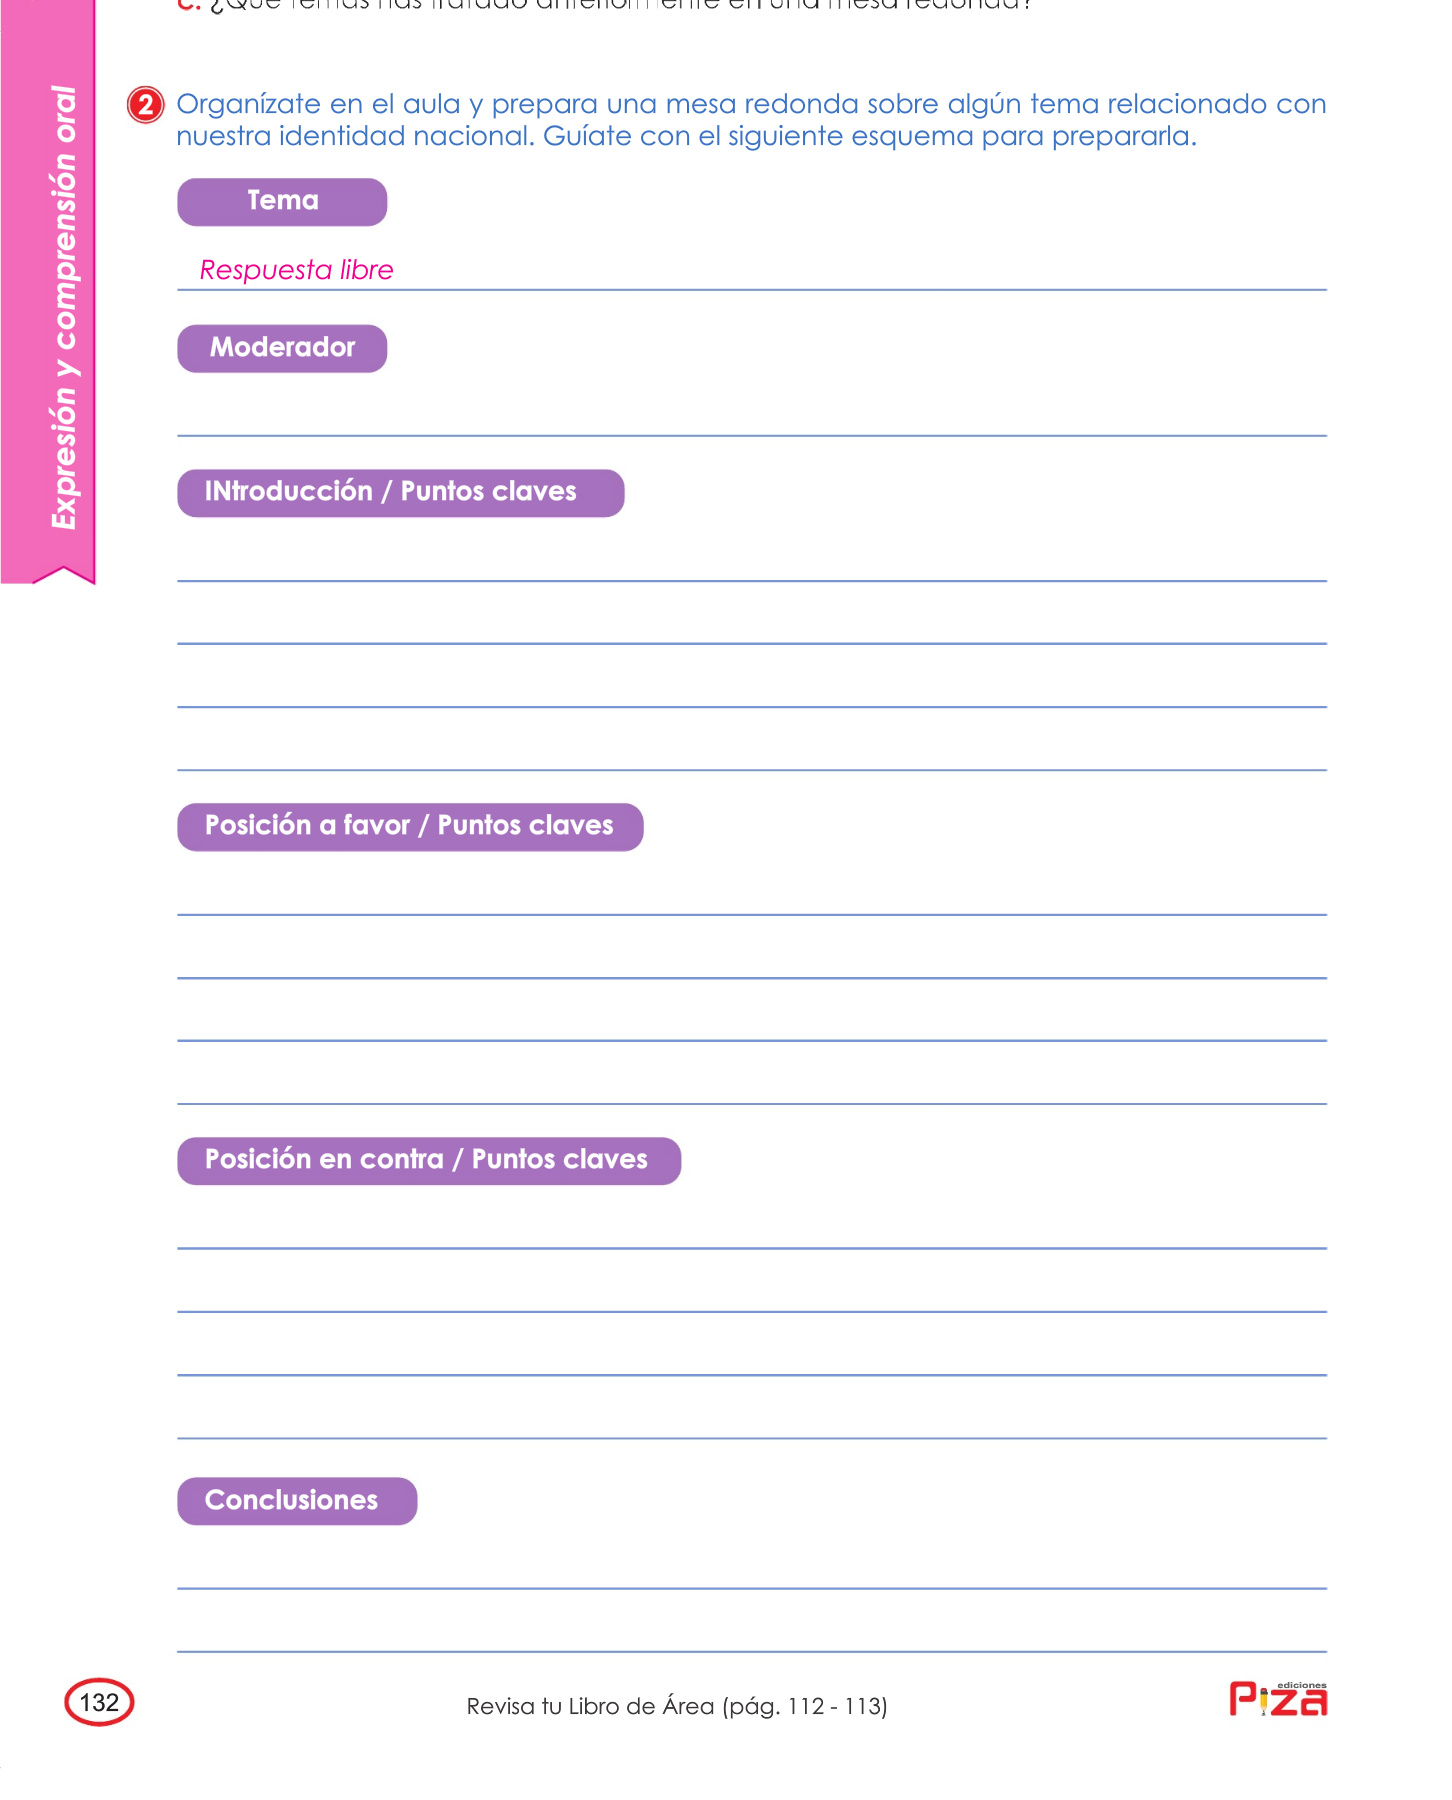 c. ¿Qué temas has tratado anteriormente en una mesa redonda?
Expresión y comprensión oral
2 Organízate en el aula y prepara una mesa redonda sobre algún tema relacionado con
nuestra identidad nacional. Guíate con el siguiente esquema para prepararla.
Tema
Respuesta libre
Moderador
INtroducción / Puntos claves
Posición a favor / Puntos claves
Posición en contra / Puntos claves
Conclusiones
132
Revisa tu Libro de Área (pág. 112 - 113)
ediciones
Piza